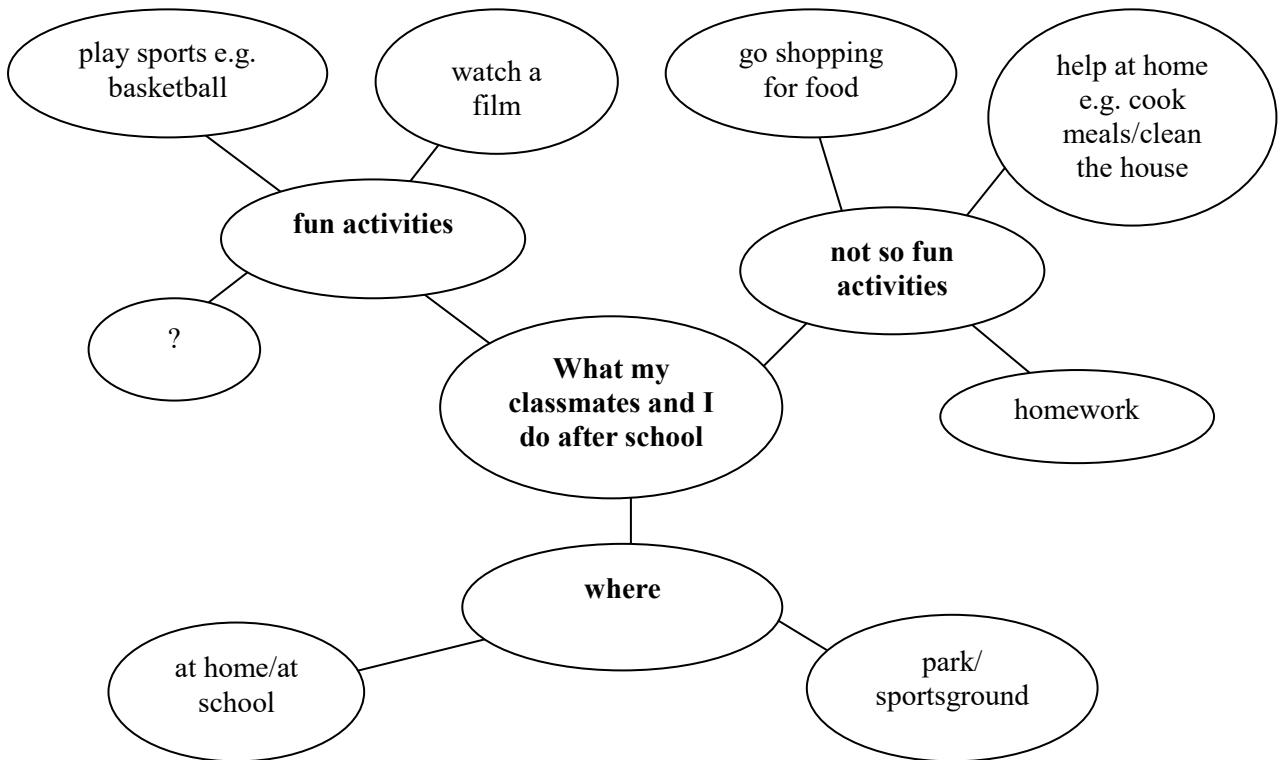 play sports e.g.
basketball
watch a
film
go shopping
for food
help at home
e.g. cook
meals/clean
the house
fun activities
not so fun
activities
?
What my
classmates and I
do after school
homework
where
at home/at
school
park/
sportsground